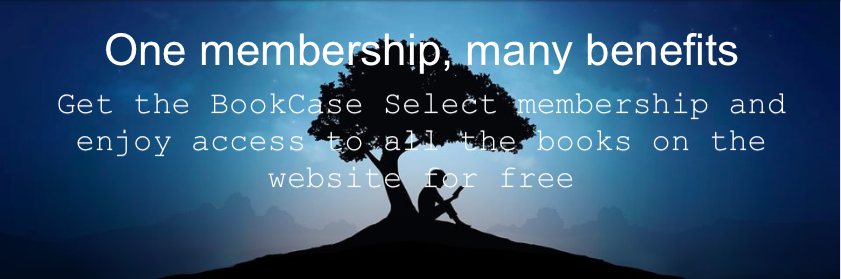 One membership, many benefits
Get the BookCase Select membership and
enjoy access to all the books on the
website for free